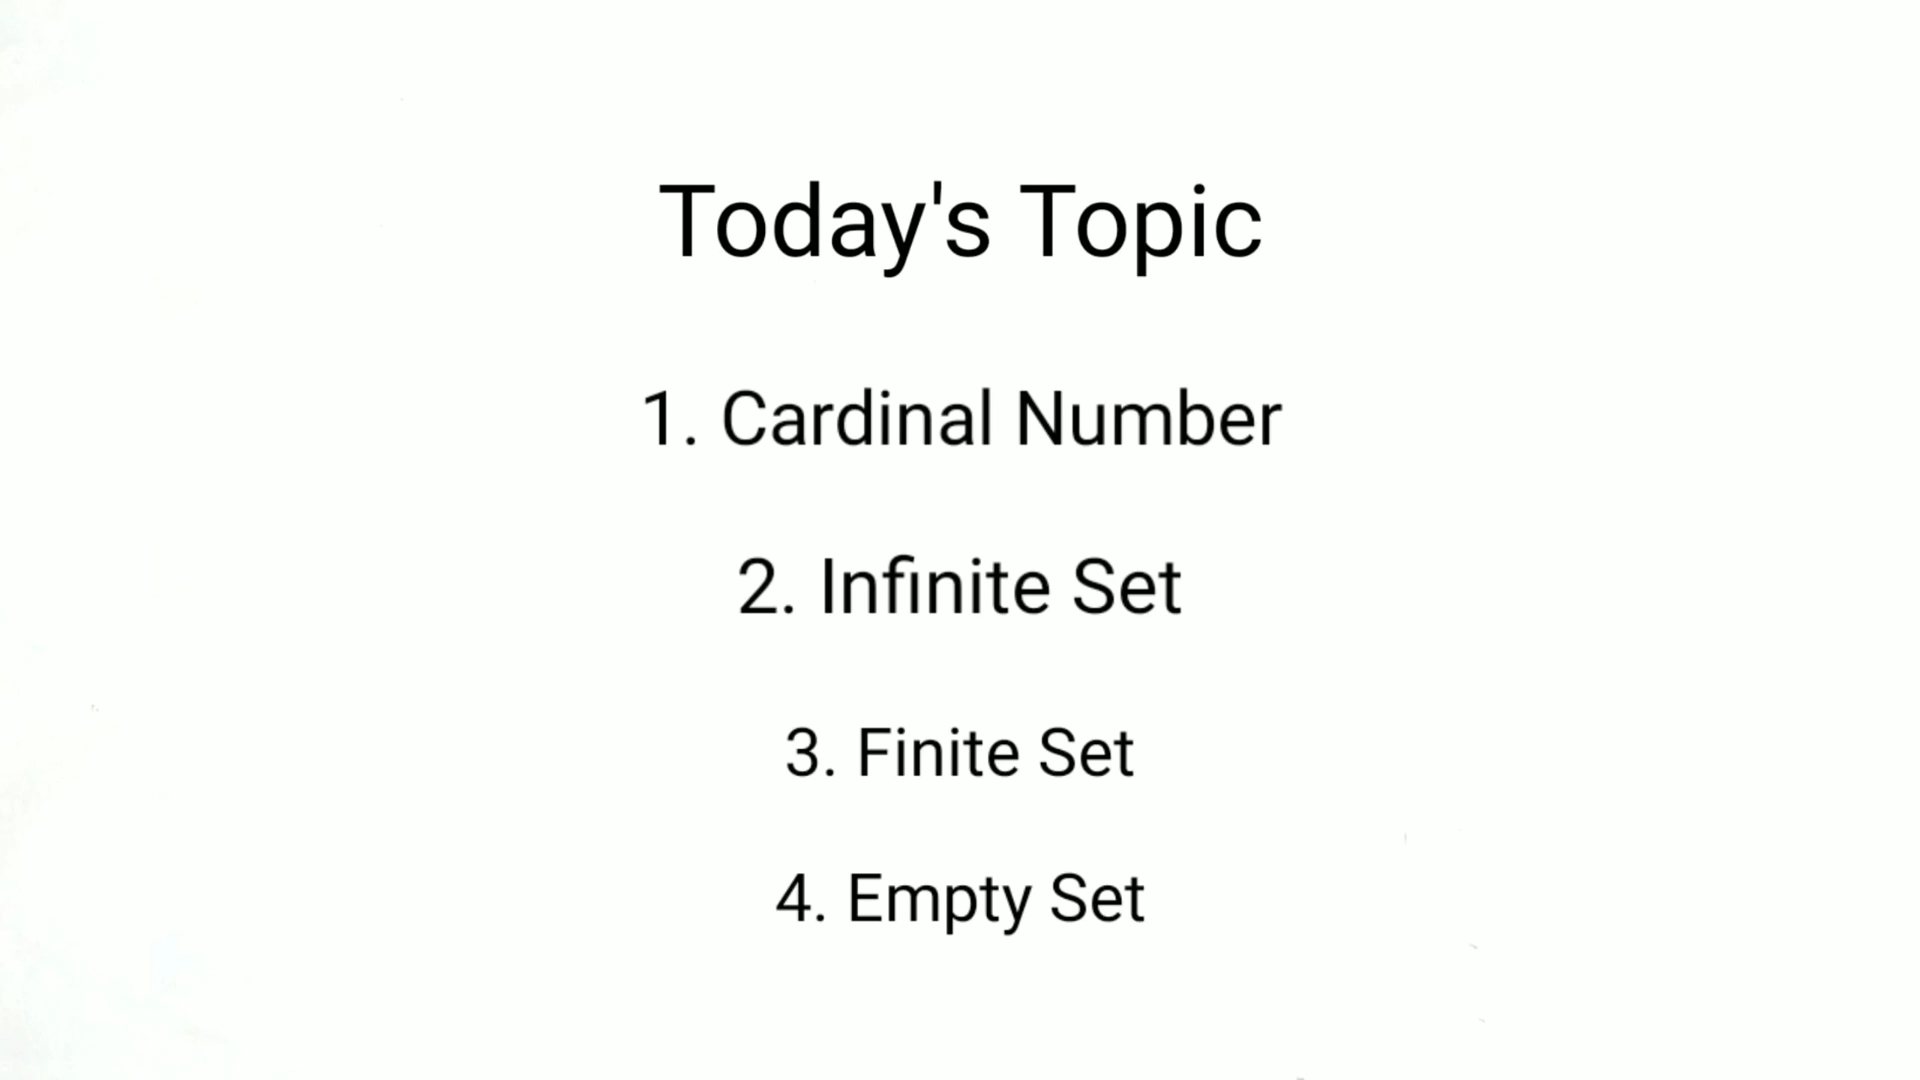 Today's Topic
1. Cardinal Number
2. Infinite Set
3. Finite Set
4. Empty Set